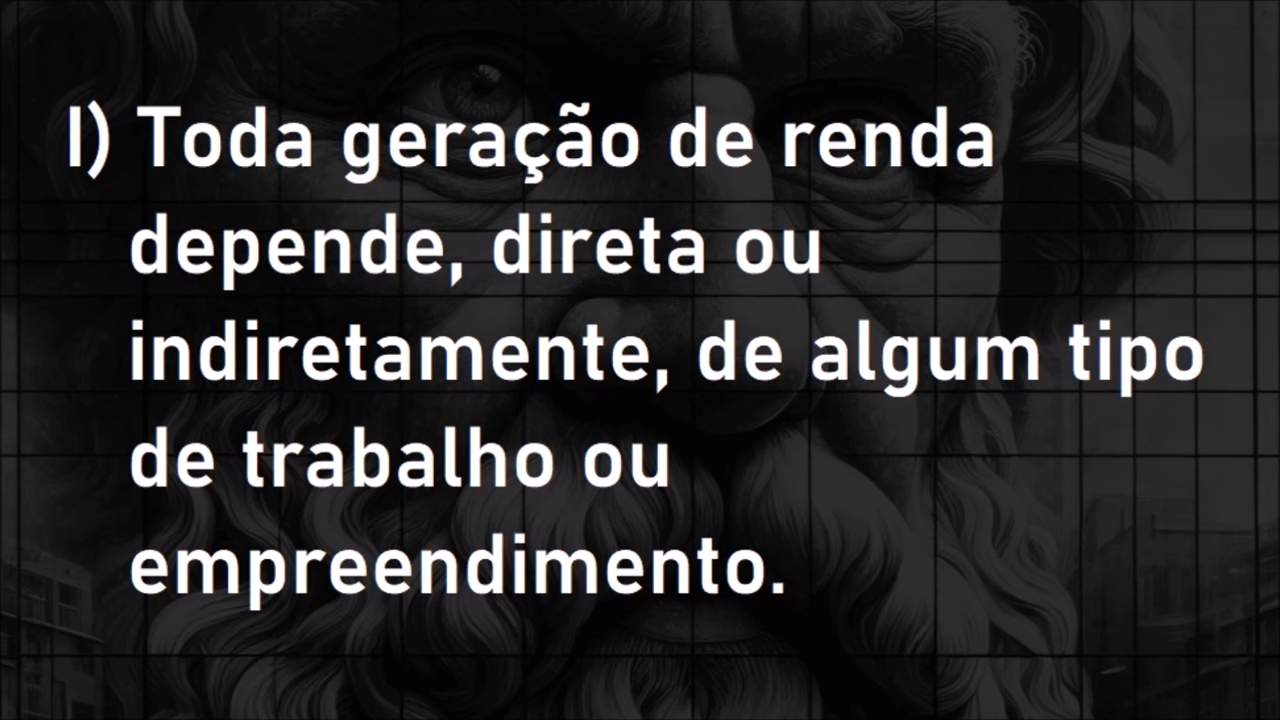 I) Toda geração de renda
depende, direta ou
indiretamente, de algum tipo
de trabalho ou
empreendimento.